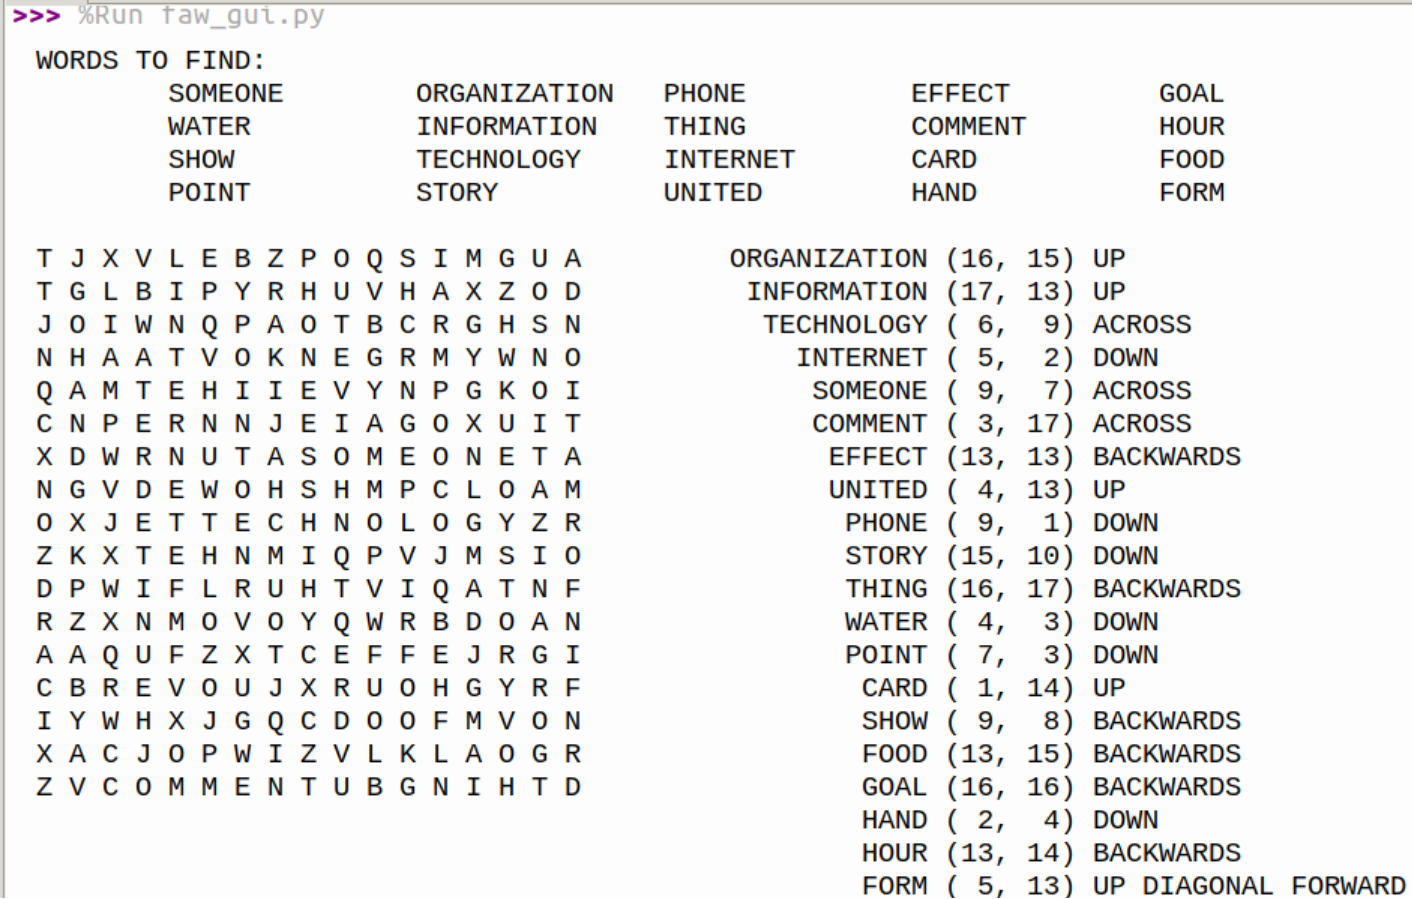 >>> %Run faw_gui.py
WORDS TO FIND:
SOMEONE ORGANIZATION PHONE EFFECT GOAL
WATER INFORMATION THING COMMENT HOUR
SHOW TECHNOLOGY INTERNET CARD FOOD
POINT STORY UNITED HAND FORM
T J X V L E B Z P O Q S I M G U A ORGANIZATION (16, 15) UP
T G L B I P Y R H U V H A X Z O D INFORMATION (17, 13) UP
J O I W N Q P A O T B C R G H S N TECHNOLOGY ( 6, 9) ACROSS
N H A A T V O K N E G R M Y W N O INTERNET ( 5, 2) DOWN
Q A M T E H I I E V Y N P G K O I SOMEONE ( 9, 7) ACROSS
C N P E R N N J E I A G O X U I T COMMENT ( 3, 17) ACROSS
X D W R N U T A S O M E O N E T A EFFECT (13, 13) BACKWARDS
N G V D E W O H S H M P C L O A M UNITED ( 4, 13) UP
O X J E T T E C H N O L O G Y Z R PHONE ( 9, 1) DOWN
Z K X T E H N M I Q P V J M S I O STORY (15, 10) DOWN
D P W I F L R U H T V I Q A T N F THING (16, 17) BACKWARDS
R Z X N M O V O Y Q W R B D O A N WATER ( 4, 3) DOWN
A A Q U F Z X T C E F F E J R G I POINT ( 7, 3) DOWN
C B R E V O U J X R U O H G Y R F CARD ( 1, 14) UP
I Y W H X J G Q C D O O F M V O N SHOW ( 9, 8) BACKWARDS
X A C J O P W I Z V L K L A O G R FOOD (13, 15) BACKWARDS
Z V C O M M E N T U B G N I H T D GOAL (16, 16) BACKWARDS
HAND ( 2, 4) DOWN
HOUR (13, 14) BACKWARDS
FORM ( 5, 13) UP DIAGONAL FORWARD